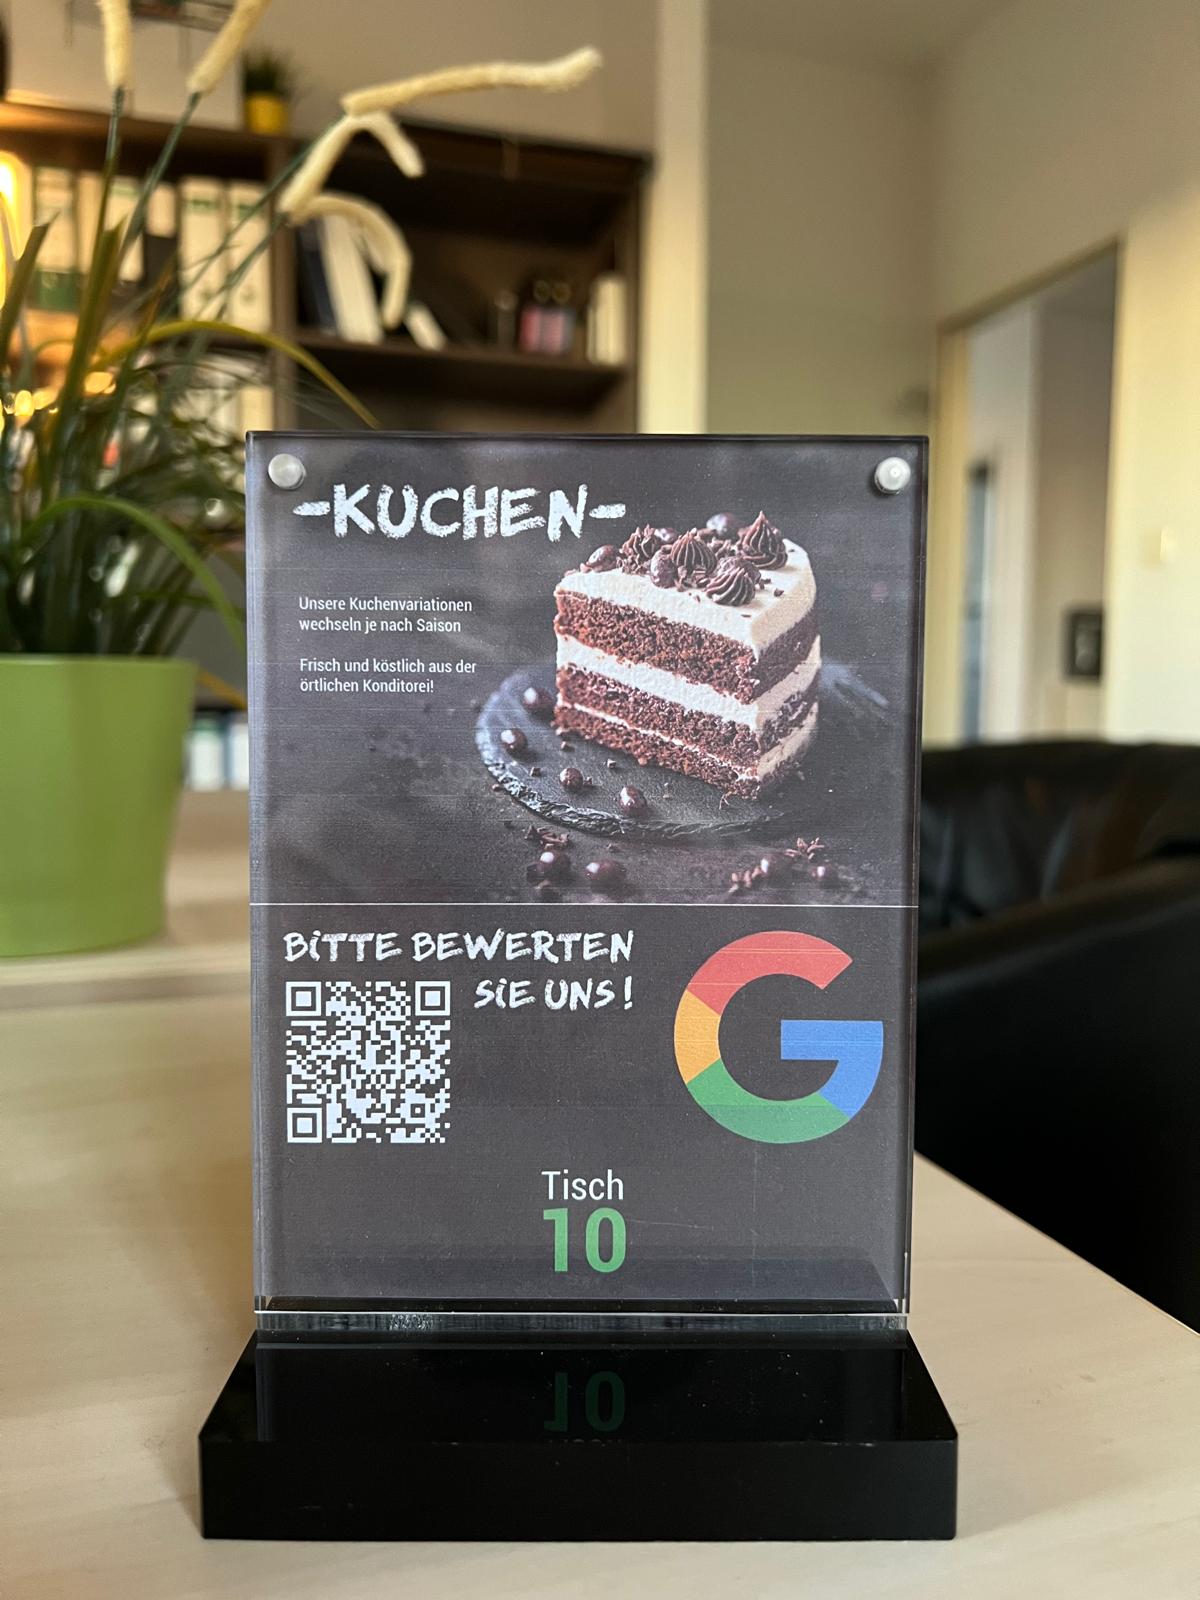 -KUCHEN-
Unsere Kuchenvariationen
wechseln je nach Saison
Frisch und köstlich aus der
örtlichen Konditorei!
BITTE BEWERTEN
SIE UNS!
G
Tisch
10